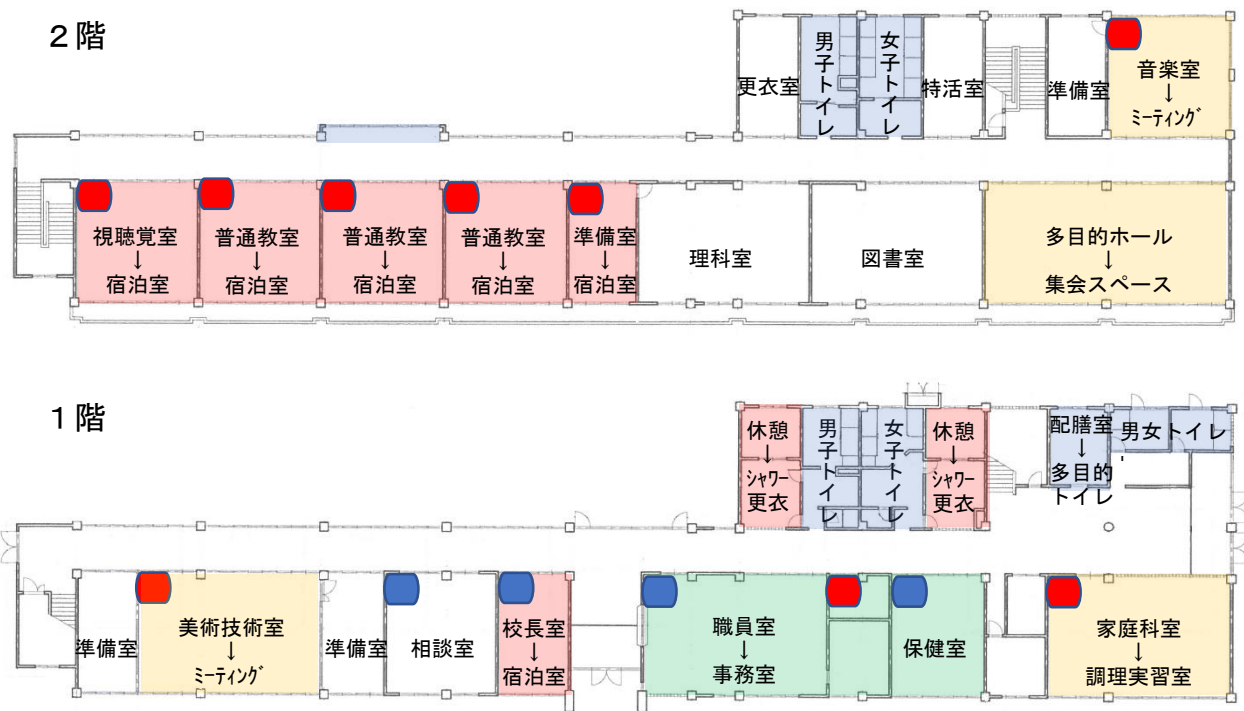 ２階
更衣室
男子トイレ
女子トイレ
特活室
準備室
音楽室
↓
ﾐｰﾃｨﾝｸﾞ
視聴覚室
↓
宿泊室
普通教室
↓
宿泊室
普通教室
↓
宿泊室
普通教室
↓
宿泊室
準備室
↓
宿泊室
理科室
図書室
多目的ホール
↓
集会スペース
１階
休憩
↓
ｼｬﾜｰ
更衣
男子トイレ
女子トイレ
休憩
↓
ｼｬﾜｰ
更衣
配膳室
↓
多目的
トイレ
男女トイレ
準備室
美術技術室
↓
ﾐｰﾃｨﾝｸﾞ
準備室
相談室
校長室
↓
宿泊室
職員室
↓
事務室
保健室
家庭科室
↓
調理実習室